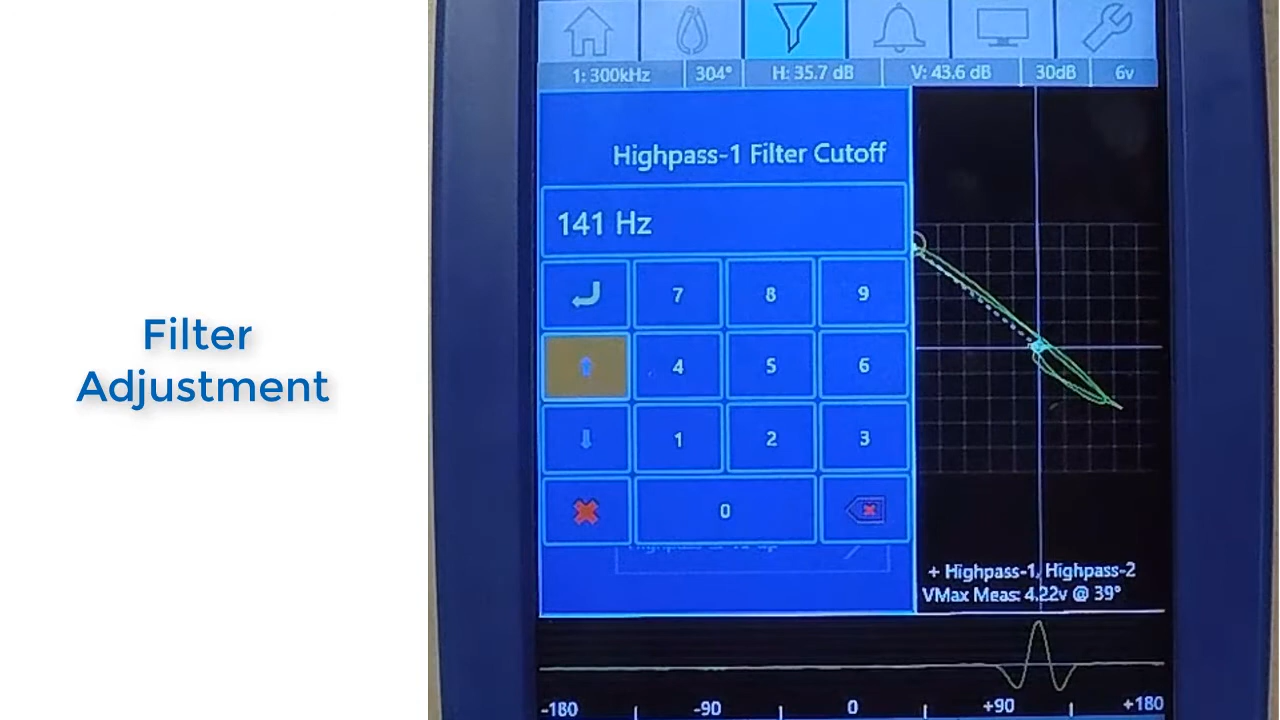 Filter
Adjustment
1: 300kHz 304° H: 35.7 dB V: 43.6 dB 30dB 6v
Highpass-1 Filter Cutoff
141 Hz
7 8 9
4 5 6
1 2 3
0
+ Highpass-1, Highpass-2
VMax Meas: 4.22v @ 39°
-180 -90 0 +90 +180